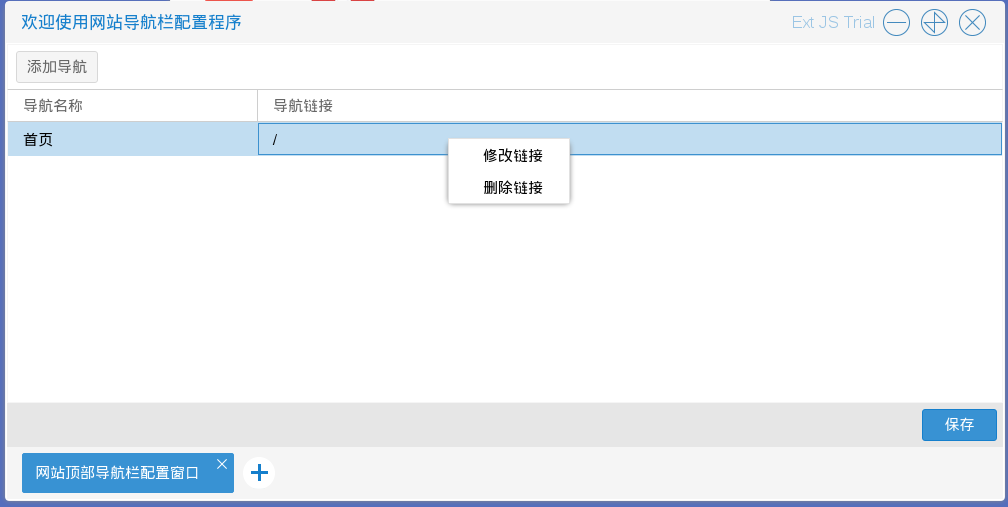 欢迎使用网站导航栏配置程序
Ext JS Trial
添加导航
导航名称 导航链接
首页 /
修改链接
删除链接
保存
网站顶部导航栏配置窗口